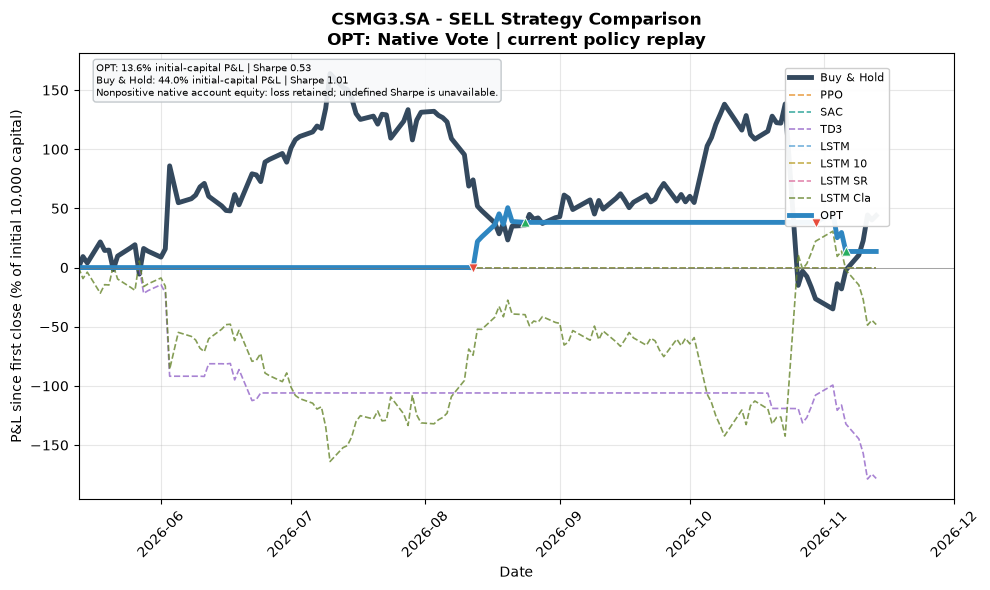 CSMG3.SA - SELL Strategy Comparison
OPT: Native Vote | current policy replay
OPT: 13.6% initial-capital P&L | Sharpe 0.53
Buy & Hold: 44.0% initial-capital P&L | Sharpe 1.01
Nonpositive native account equity: loss retained; undefined Sharpe is unavailable.
Buy & Hold
PPO
SAC
TD3
LSTM
LSTM 10
LSTM SR
LSTM Cla
OPT
P&L since first close (% of initial 10,000 capital)
150
100
50
0
−50
−100
−150
2026-06
2026-07
2026-08
2026-09
2026-10
2026-11
2026-12
Date